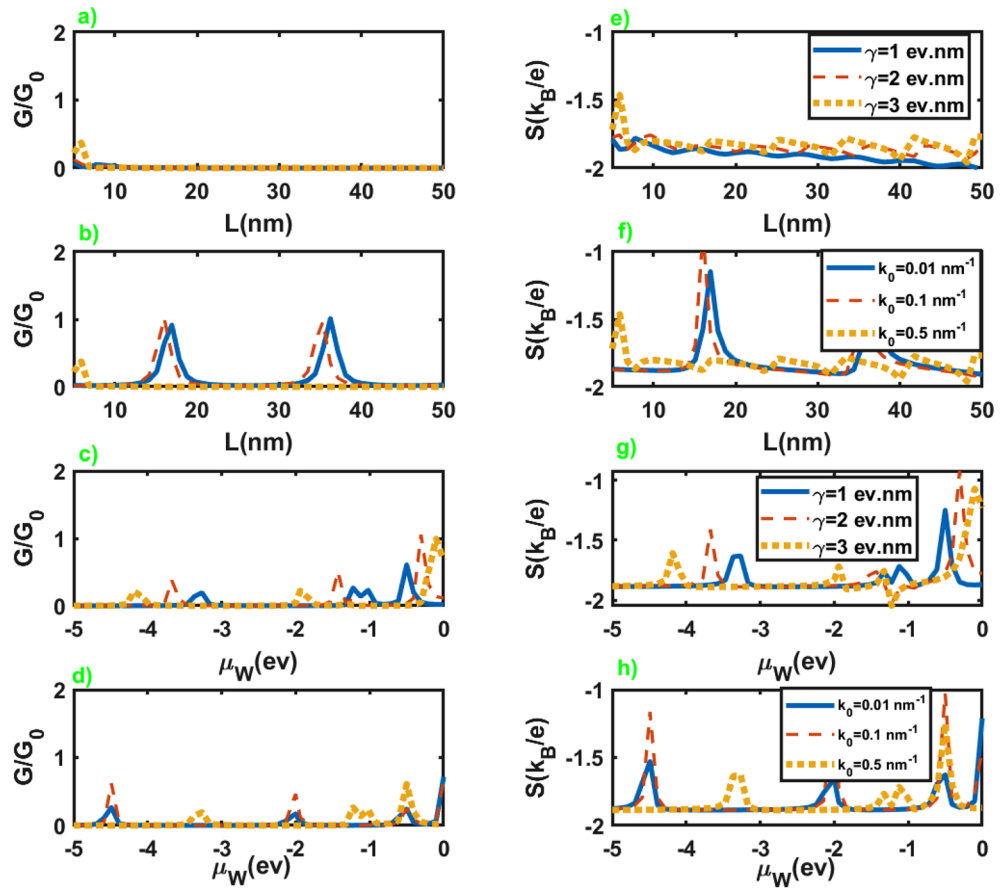 a)
G/G0
2
1
0
10 20 30 40 50
L(nm)
e)
S(kB/e)
-1
-1.5
-2
γ=1 ev.nm
γ=2 ev.nm
γ=3 ev.nm
10 20 30 40 50
L(nm)
b)
G/G0
2
1
0
10 20 30 40 50
L(nm)
f)
S(kB/e)
-1
-1.5
-2
k0=0.01 nm-1
k0=0.1 nm-1
k0=0.5 nm-1
10 20 30 40 50
L(nm)
c)
G/G0
2
1
0
-5 -4 -3 -2 -1 0
μW(ev)
g)
S(kB/e)
-1
-1.5
-2
γ=1 ev.nm
γ=2 ev.nm
γ=3 ev.nm
-5 -4 -3 -2 -1 0
μW(ev)
d)
G/G0
2
1
0
-5 -4 -3 -2 -1 0
μW(ev)
h)
S(kB/e)
-1
-1.5
-2
k0=0.01 nm-1
k0=0.1 nm-1
k0=0.5 nm-1
-5 -4 -3 -2 -1 0
μW(ev)